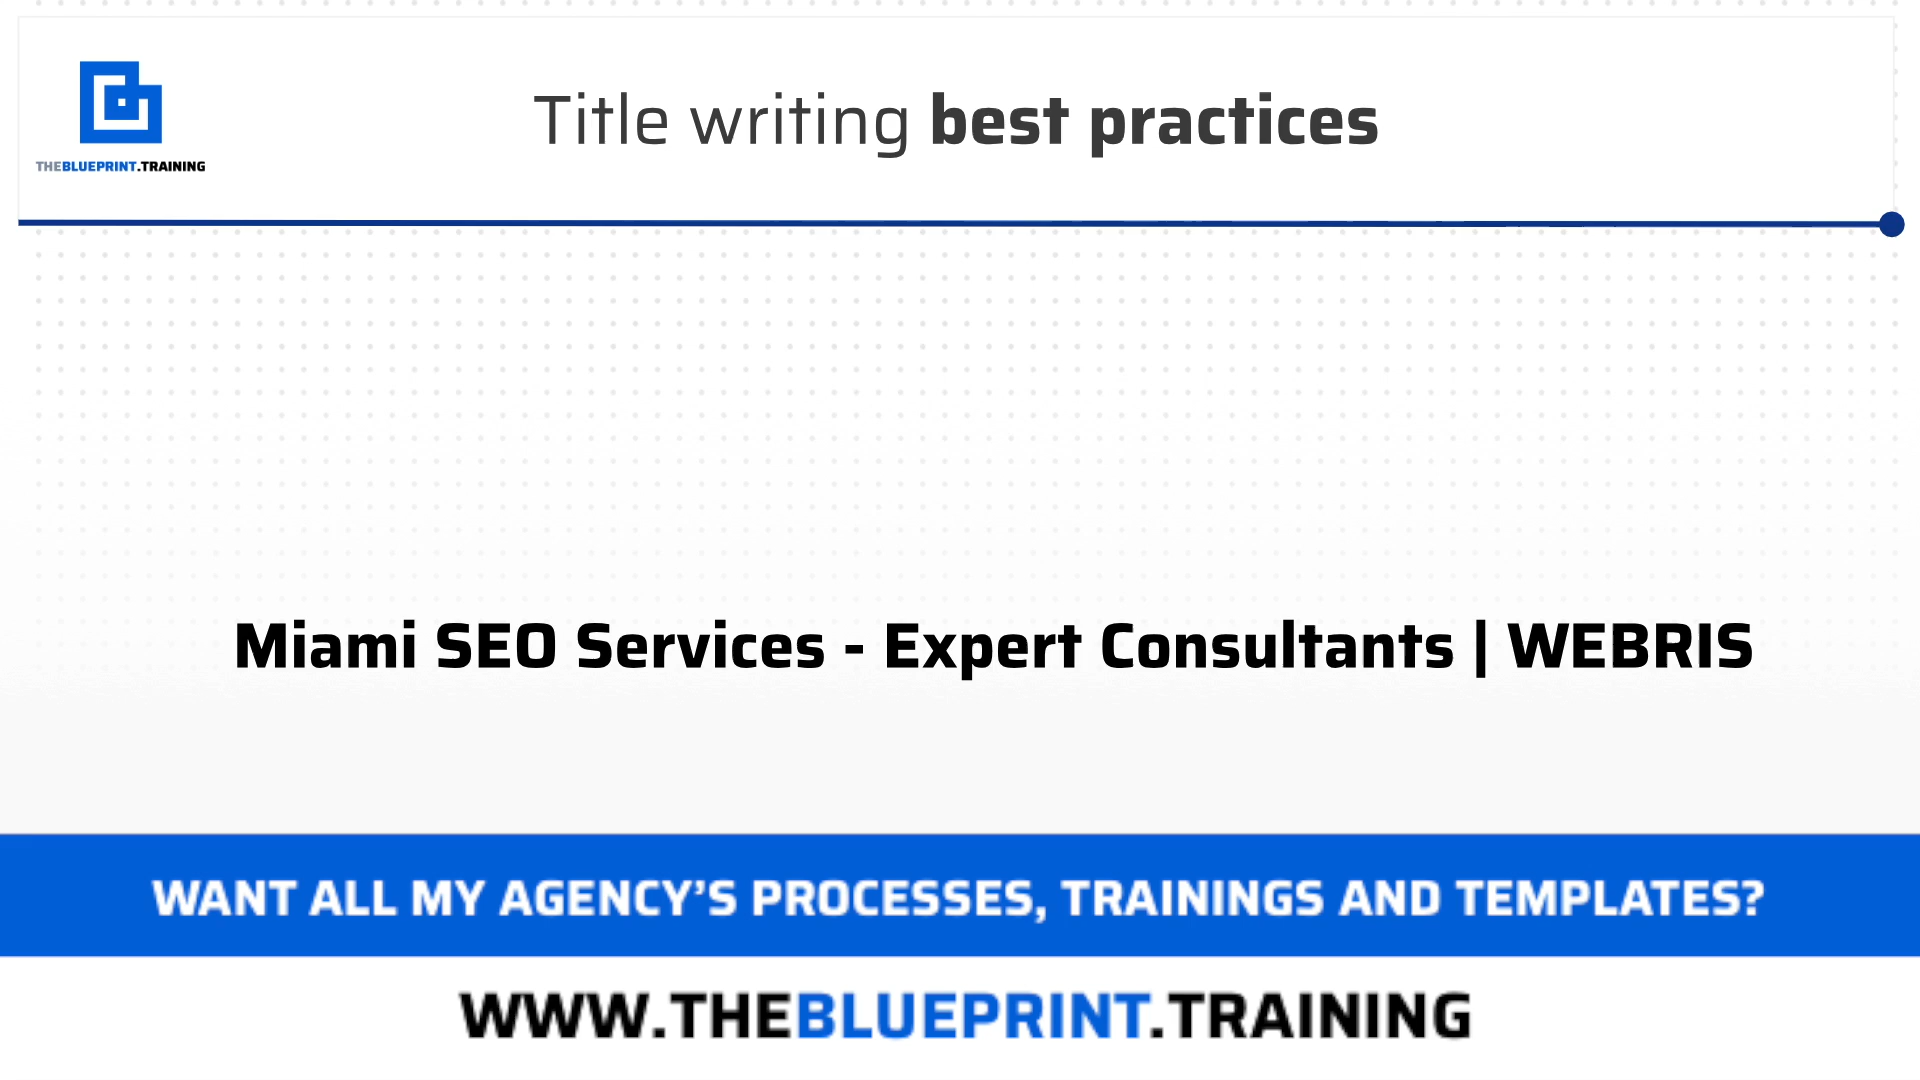 THEBLUEPRINT.TRAINING
Title writing best practices
Miami SEO Services - Expert Consultants | WEBRIS
WANT ALL MY AGENCY’S PROCESSES, TRAININGS AND TEMPLATES?
WWW.THEBLUEPRINT.TRAINING